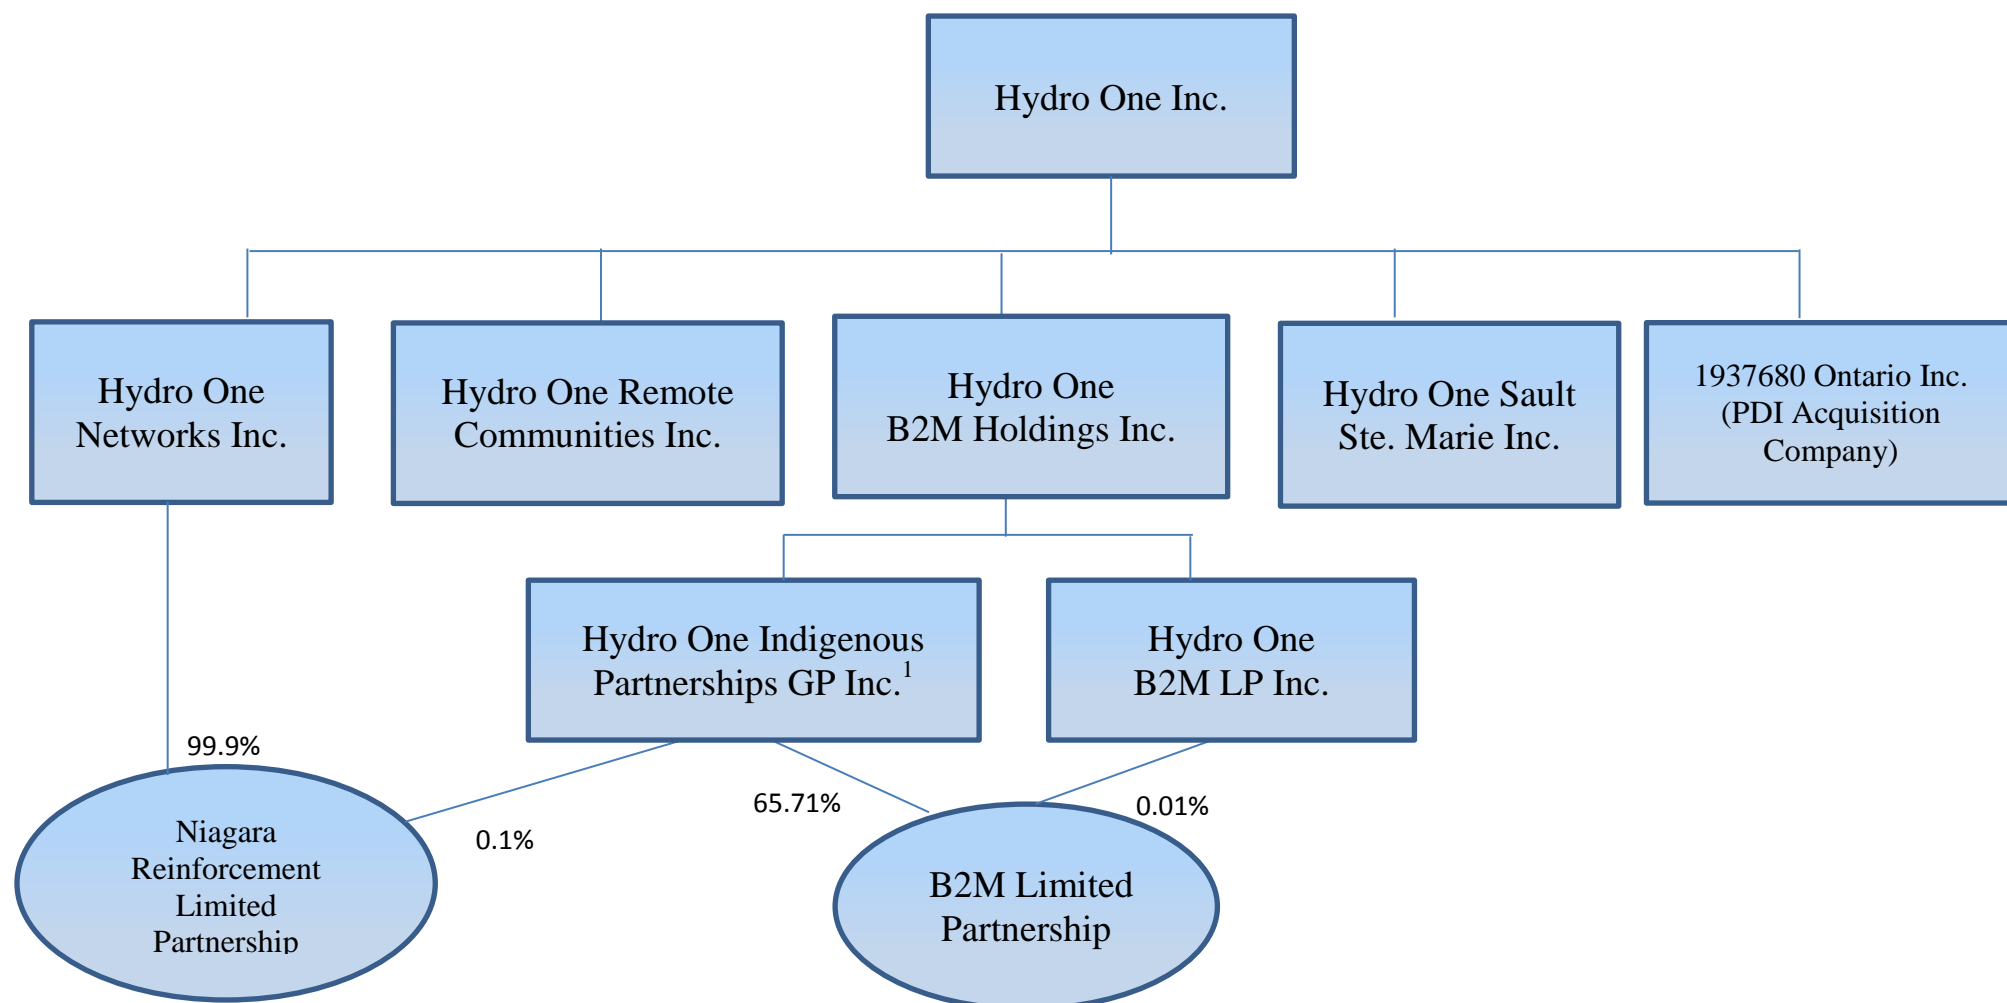 Hydro One Inc.
Hydro One
Networks Inc.
Hydro One Remote
Communities Inc.
Hydro One
B2M Holdings Inc.
Hydro One Sault
Ste. Marie Inc.
1937680 Ontario Inc.
(PDI Acquisition
Company)
Hydro One Indigenous
Partnerships GP Inc.¹
Hydro One
B2M LP Inc.
99.9%
0.1%
65.71%
0.01%
Niagara
Reinforcement
Limited
Partnership
B2M Limited
Partnership